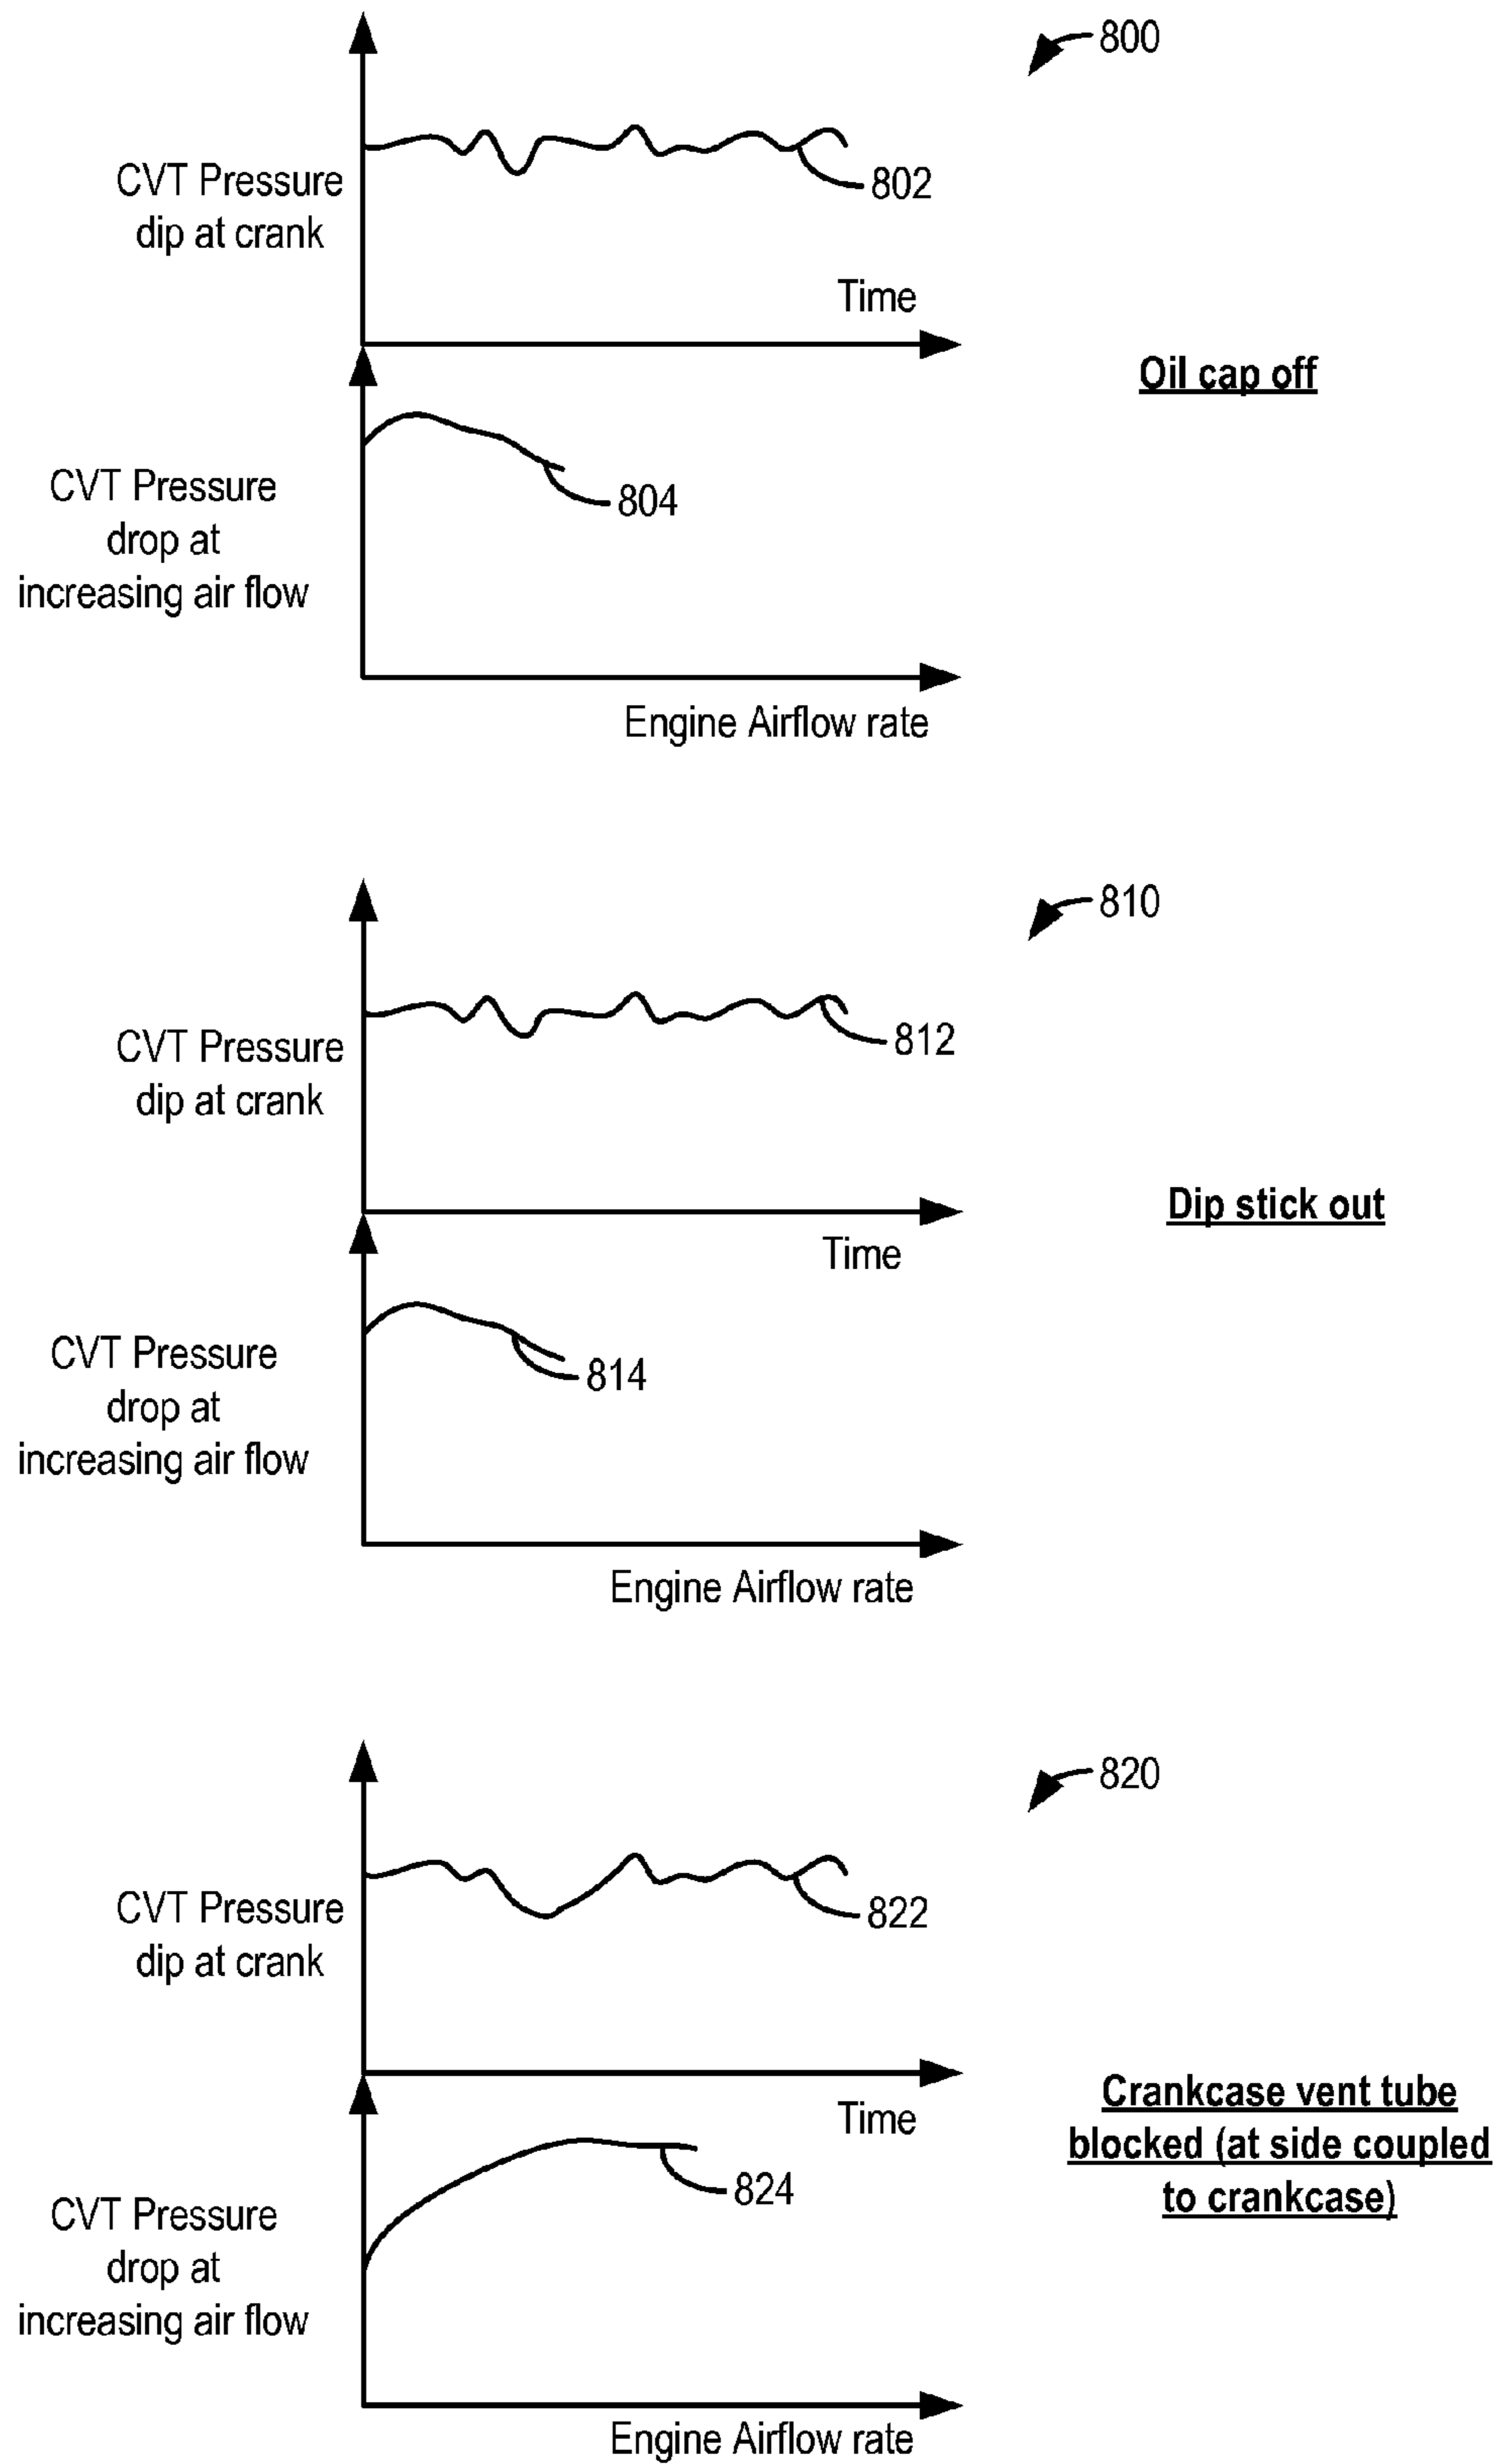 800
CVT Pressure
dip at crank
802
Time
Oil cap off
CVT Pressure
drop at
increasing air flow
804
Engine Airflow rate
810
CVT Pressure
dip at crank
812
Time
Dip stick out
CVT Pressure
drop at
increasing air flow
814
Engine Airflow rate
820
CVT Pressure
dip at crank
822
Time
Crankcase vent tube
blocked (at side coupled
to crankcase)
CVT Pressure
drop at
increasing air flow
824
Engine Airflow rate